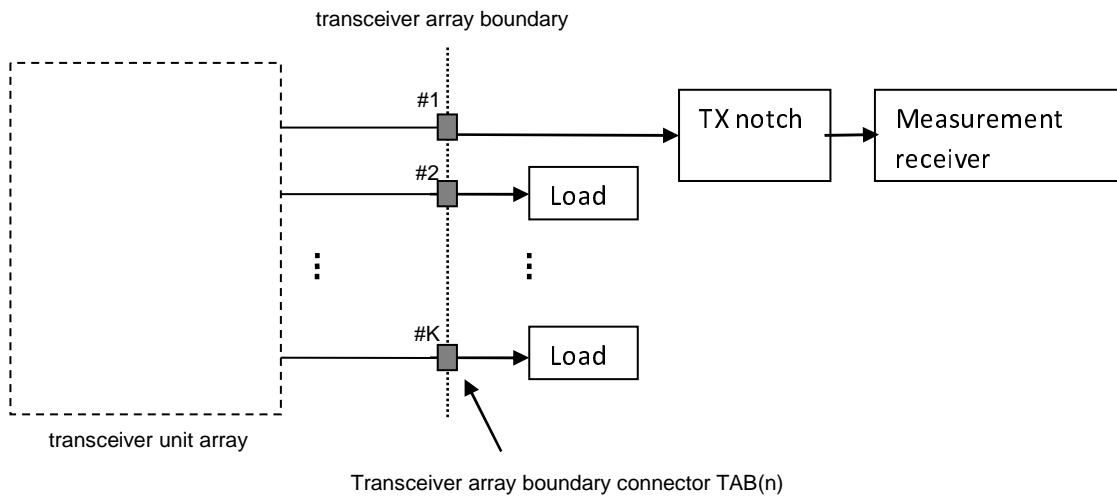 transceiver array boundary
#1
TX notch
Measurement
receiver
#2
Load
#K
Load
transceiver unit array
Transceiver array boundary connector TAB(n)